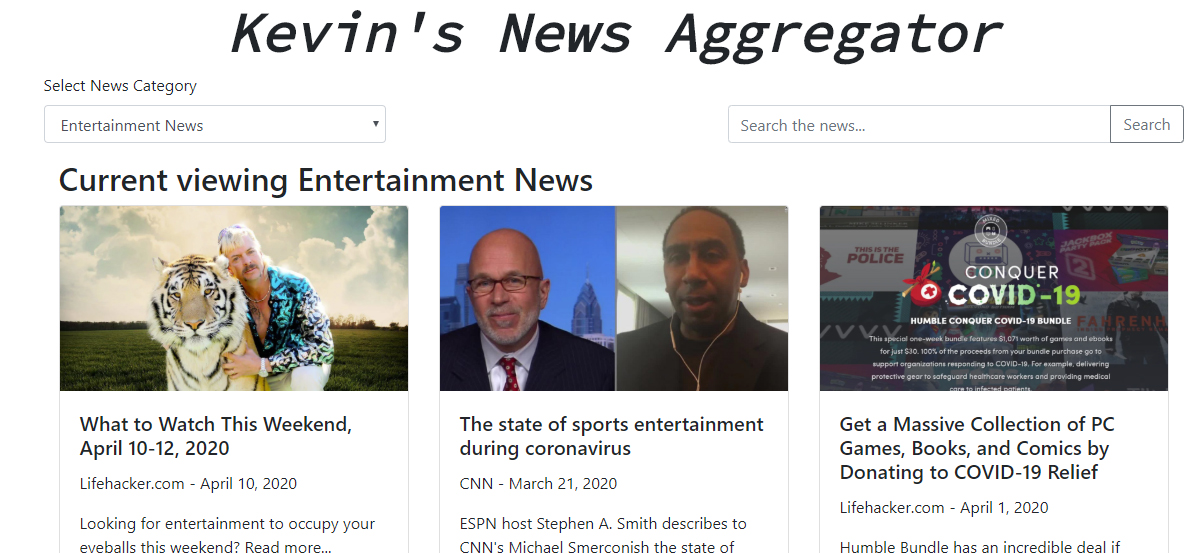 Kevin's News Aggregator
Select News Category
Entertainment News
Search the news...
Search
Current viewing Entertainment News
MIXED
BUNDLE
THIS IS THE
POLICE
JACKBOX
PARTY PACK
2
CONQUER
COVID-19
HUMBLE CONQUER COVID-19 BUNDLE
FAHRENH
This special one-week bundle features $1,071 worth of games and ebooks
for just $30. 100% of the proceeds from your bundle purchase go to
support organizations responding to COVID-19. For example, delivering
protective gear to safeguard healthcare workers and providing medical
care to infected patients.
What to Watch This Weekend,
April 10-12, 2020
Lifehacker.com - April 10, 2020
Looking for entertainment to occupy your
eyeballs this weekend? Read more...
The state of sports entertainment
during coronavirus
CNN - March 21, 2020
ESPN host Stephen A. Smith describes to
CNN's Michael Smerconish the state of
Get a Massive Collection of PC
Games, Books, and Comics by
Donating to COVID-19 Relief
Lifehacker.com - April 1, 2020
Humble Bundle has an incredible deal if